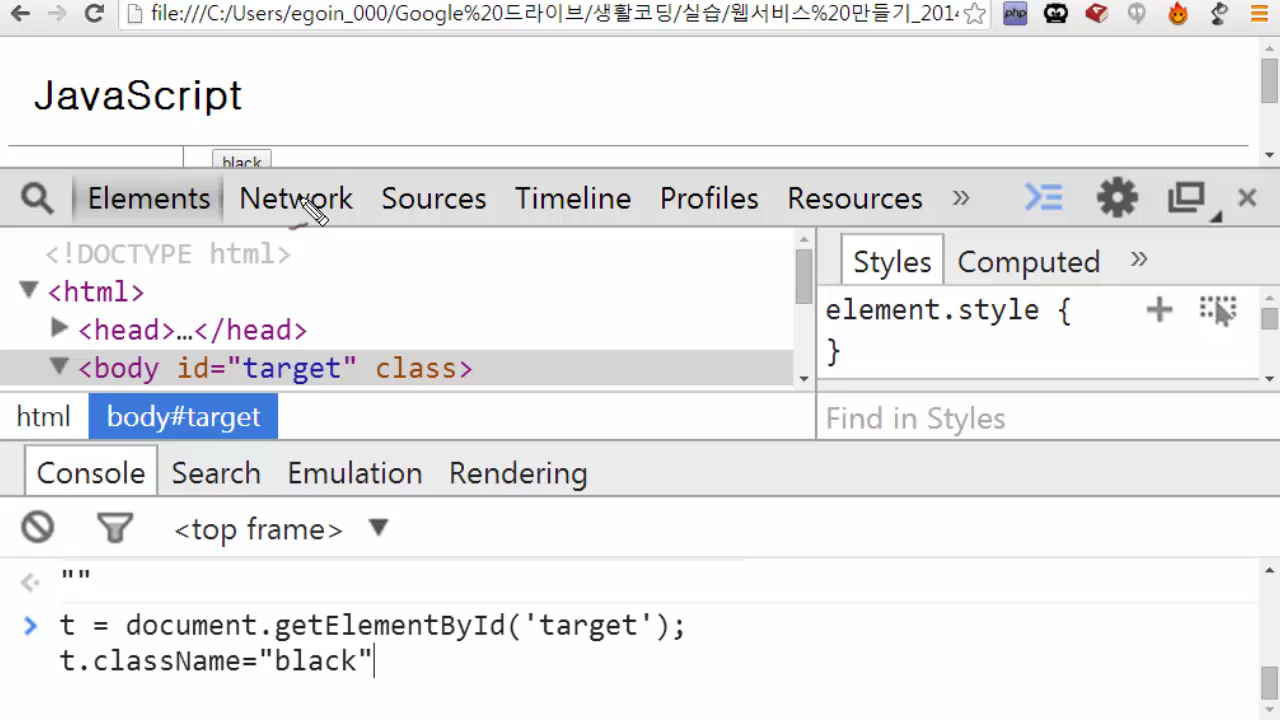 file:///C:/Users/egoin_000/Google%20드라이브/생활코딩/실습/웹서비스%20만들기_201
php
JavaScript
black
Elements Network Sources Timeline Profiles Resources »
<!DOCTYPE html>
<html>
<head>…</head>
<body id="target" class>
html body#target
Styles Computed »
element.style {
}
Find in Styles
Console Search Emulation Rendering
<top frame>
""
t = document.getElementById('target');
t.className="black"